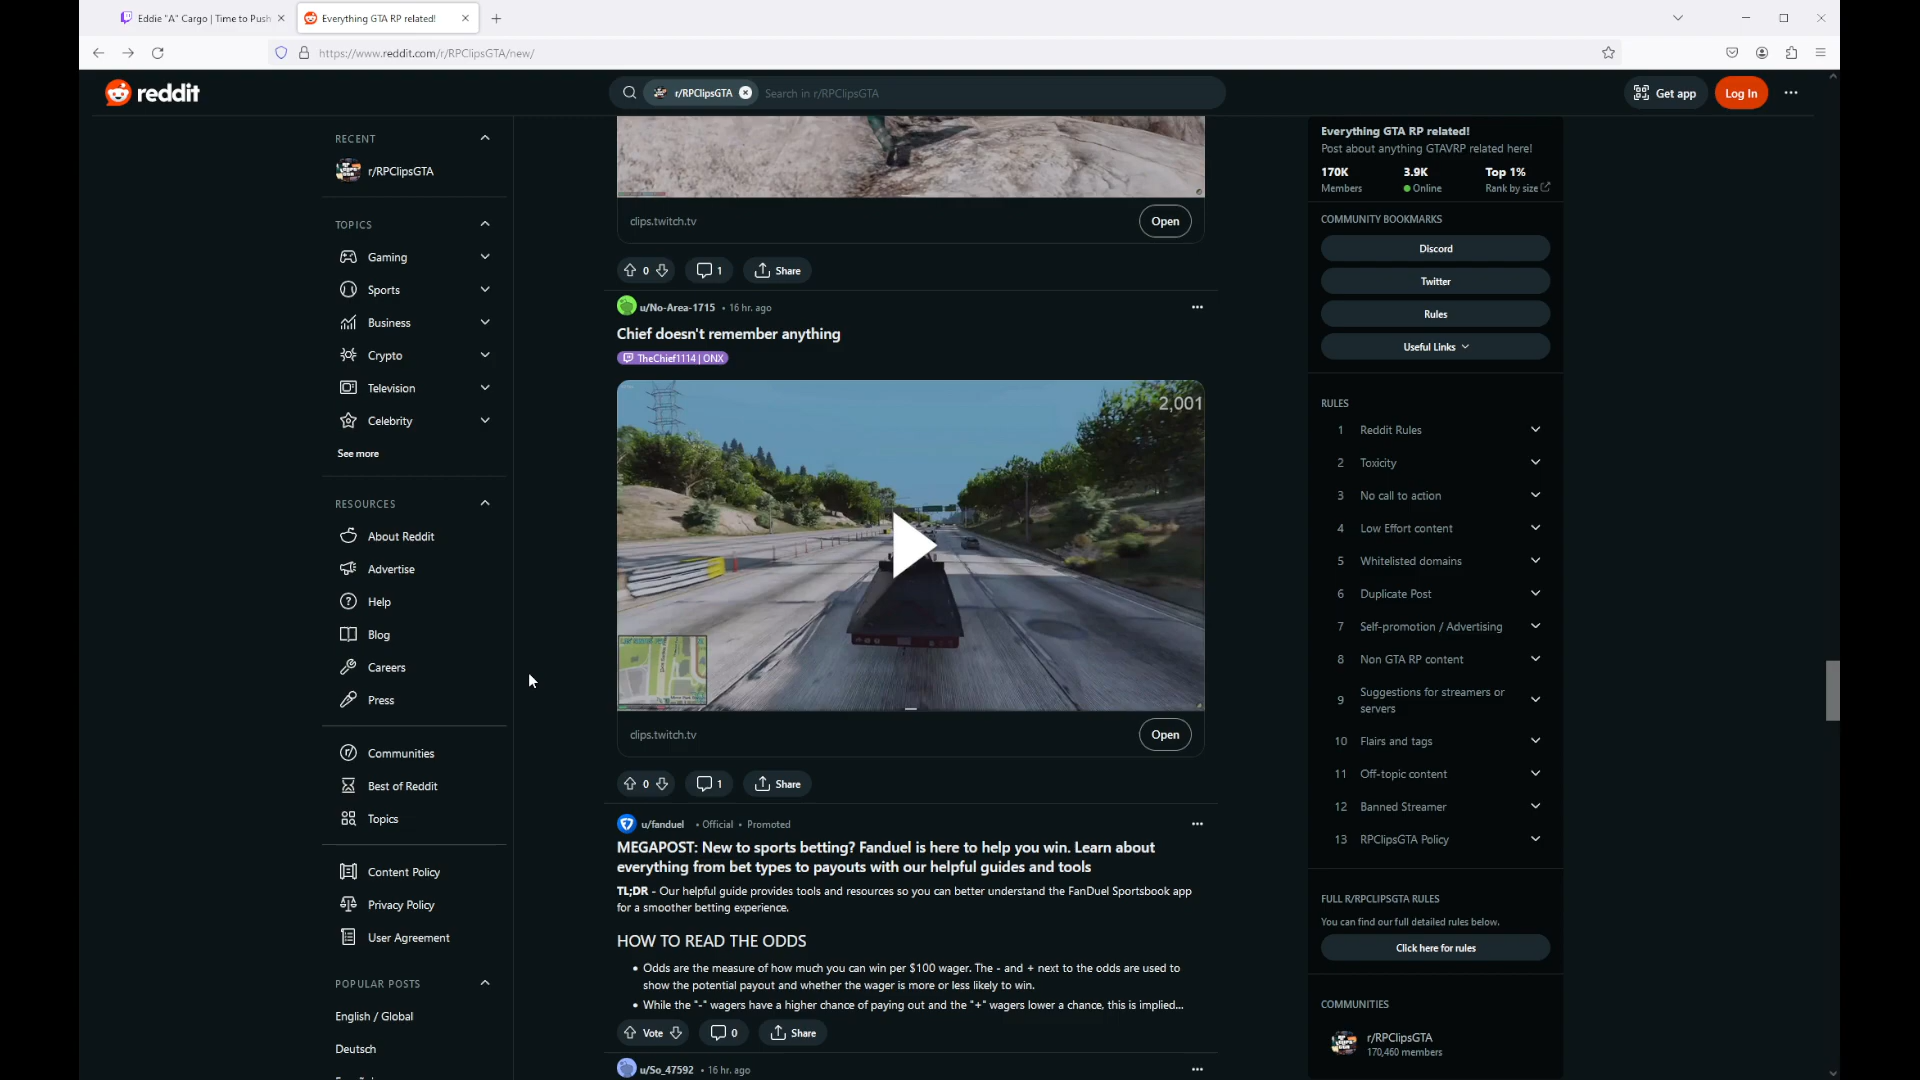 Eddie "A" Cargo | Time to Push
Everything GTA RP related!
https://www.reddit.com/r/RPClipsGTA/new/
reddit
r/RPClipsGTA
Search in r/RPClipsGTA
Get app
Log In
RECENT
r/RPClipsGTA
TOPICS
Gaming
Sports
Business
Crypto
Television
Celebrity
See more
RESOURCES
About Reddit
Advertise
Help
Blog
Careers
Press
Communities
Best of Reddit
Topics
Content Policy
Privacy Policy
User Agreement
POPULAR POSTS
English / Global
Deutsch
clips.twitch.tv
Open
0
1
Share
u/No-Area-1715 • 16 hr. ago
Chief doesn't remember anything
TheChief1114 | ONX
2,001
clips.twitch.tv
Open
0
1
Share
u/fanduel • Official • Promoted
MEGAPOST: New to sports betting? Fanduel is here to help you win. Learn about
everything from bet types to payouts with our helpful guides and tools
TL;DR - Our helpful guide provides tools and resources so you can better understand the FanDuel Sportsbook app
for a smoother betting experience.
HOW TO READ THE ODDS
• Odds are the measure of how much you can win per $100 wager. The - and + next to the odds are used to
show the potential payout and whether the wager is more or less likely to win.
• While the "-" wagers have a higher chance of paying out and the "+" wagers lower a chance, this is implied...
Vote
0
Share
u/So_47592 • 16 hr. ago
Everything GTA RP related!
Post about anything GTAVRP related here!
170K
Members
3.9K
Online
Top 1%
Rank by size
COMMUNITY BOOKMARKS
Discord
Twitter
Rules
Useful Links
RULES
1 Reddit Rules
2 Toxicity
3 No call to action
4 Low Effort content
5 Whitelisted domains
6 Duplicate Post
7 Self-promotion / Advertising
8 Non GTA RP content
9 Suggestions for streamers or
servers
10 Flairs and tags
11 Off-topic content
12 Banned Streamer
13 RPClipsGTA Policy
FULL R/RPCLIPSGTA RULES
You can find our full detailed rules below.
Click here for rules
COMMUNITIES
r/RPClipsGTA
170,460 members